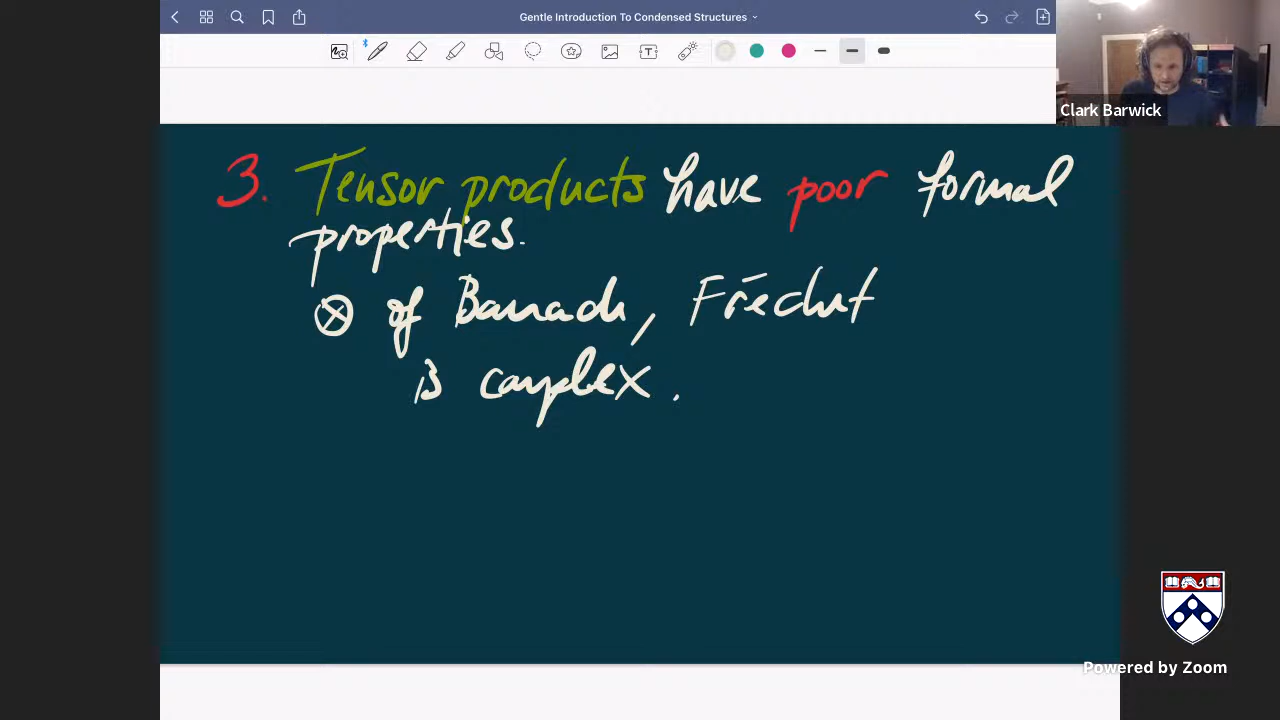 Gentle Introduction To Condensed Structures
Clark Barwick
3. Tensor products have poor formal
properties.
⊗ of Banach, Fréchet
is complex.
Powered by Zoom